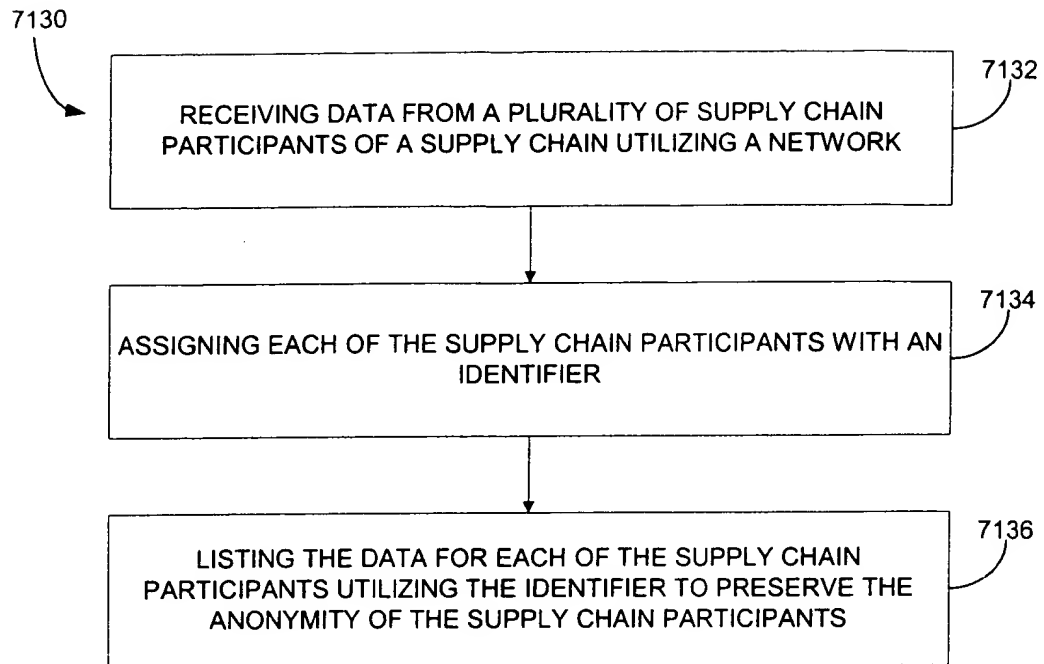 7130
7132
RECEIVING DATA FROM A PLURALITY OF SUPPLY CHAIN
PARTICIPANTS OF A SUPPLY CHAIN UTILIZING A NETWORK
7134
ASSIGNING EACH OF THE SUPPLY CHAIN PARTICIPANTS WITH AN
IDENTIFIER
7136
LISTING THE DATA FOR EACH OF THE SUPPLY CHAIN
PARTICIPANTS UTILIZING THE IDENTIFIER TO PRESERVE THE
ANONYMITY OF THE SUPPLY CHAIN PARTICIPANTS